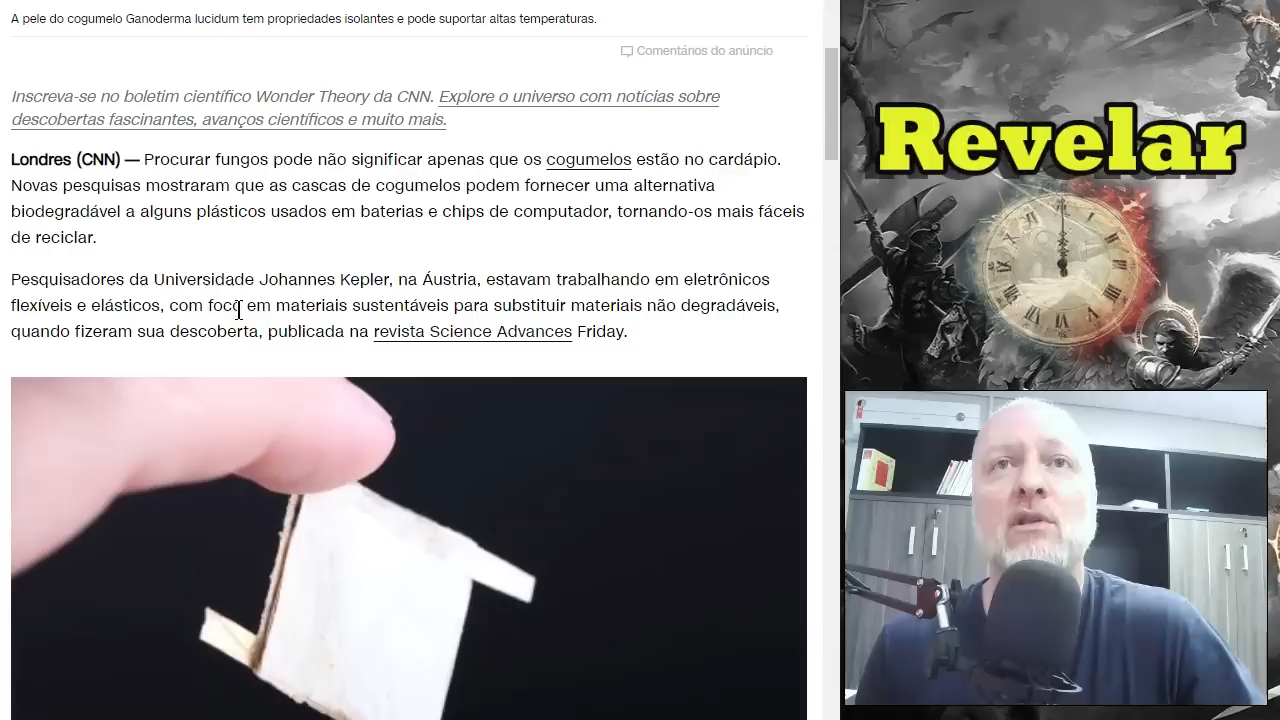 A pele do cogumelo Ganoderma lucidum tem propriedades isolantes e pode suportar altas temperaturas.
Comentários do anúncio
Inscreva-se no boletim científico Wonder Theory da CNN. Explore o universo com notícias sobre
descobertas fascinantes, avanços científicos e muito mais.
Londres (CNN) — Procurar fungos pode não significar apenas que os cogumelos estão no cardápio.
Novas pesquisas mostraram que as cascas de cogumelos podem fornecer uma alternativa
biodegradável a alguns plásticos usados em baterias e chips de computador, tornando-os mais fáceis
de reciclar.
Pesquisadores da Universidade Johannes Kepler, na Áustria, estavam trabalhando em eletrônicos
flexíveis e elásticos, com foco em materiais sustentáveis para substituir materiais não degradáveis,
quando fizeram sua descoberta, publicada na revista Science Advances Friday.
Revelar